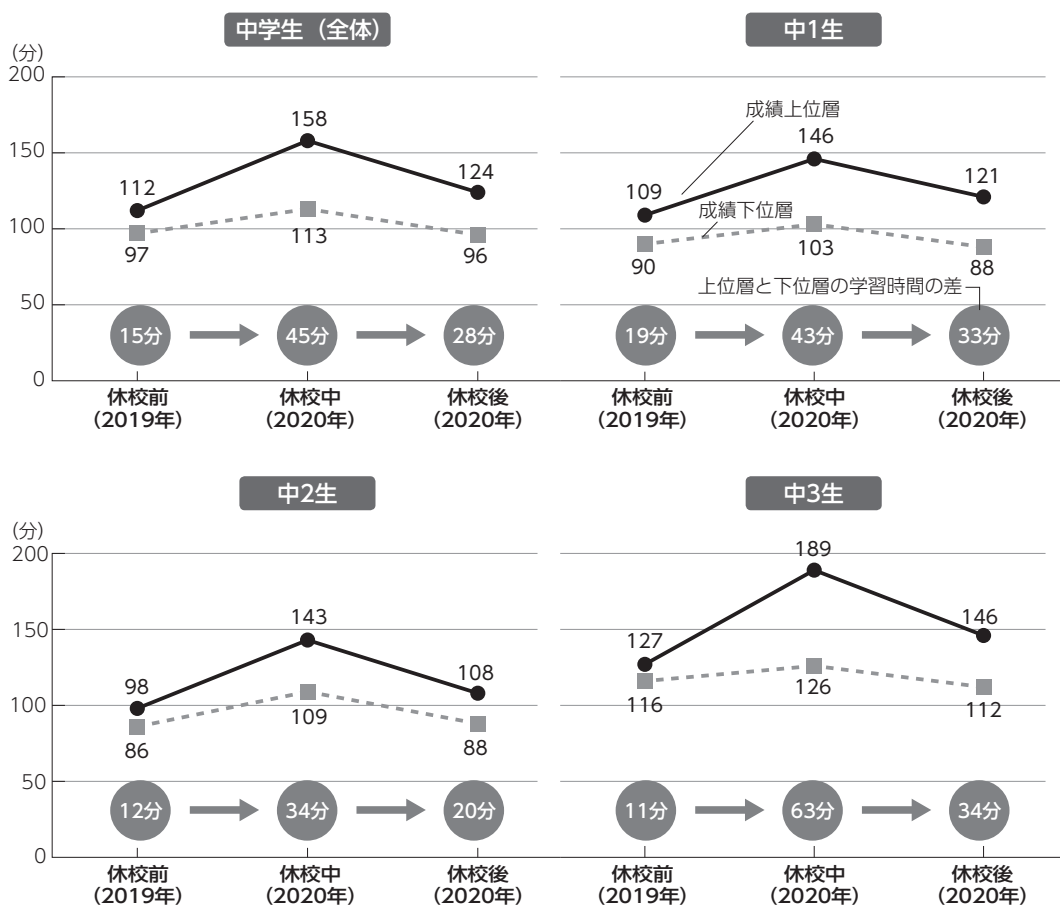 中学生（全体）
(分)
200
150
100
50
0
112
158
124
97
113
96
15分
45分
28分
休校前
(2019年)
休校中
(2020年)
休校後
(2020年)
中1生
成績上位層
109
146
121
成績下位層
90
103
88
上位層と下位層の学習時間の差
19分
43分
33分
休校前
(2019年)
休校中
(2020年)
休校後
(2020年)
中2生
(分)
200
150
100
50
0
98
143
108
86
109
88
12分
34分
20分
休校前
(2019年)
休校中
(2020年)
休校後
(2020年)
中3生
127
189
146
116
126
112
11分
63分
34分
休校前
(2019年)
休校中
(2020年)
休校後
(2020年)